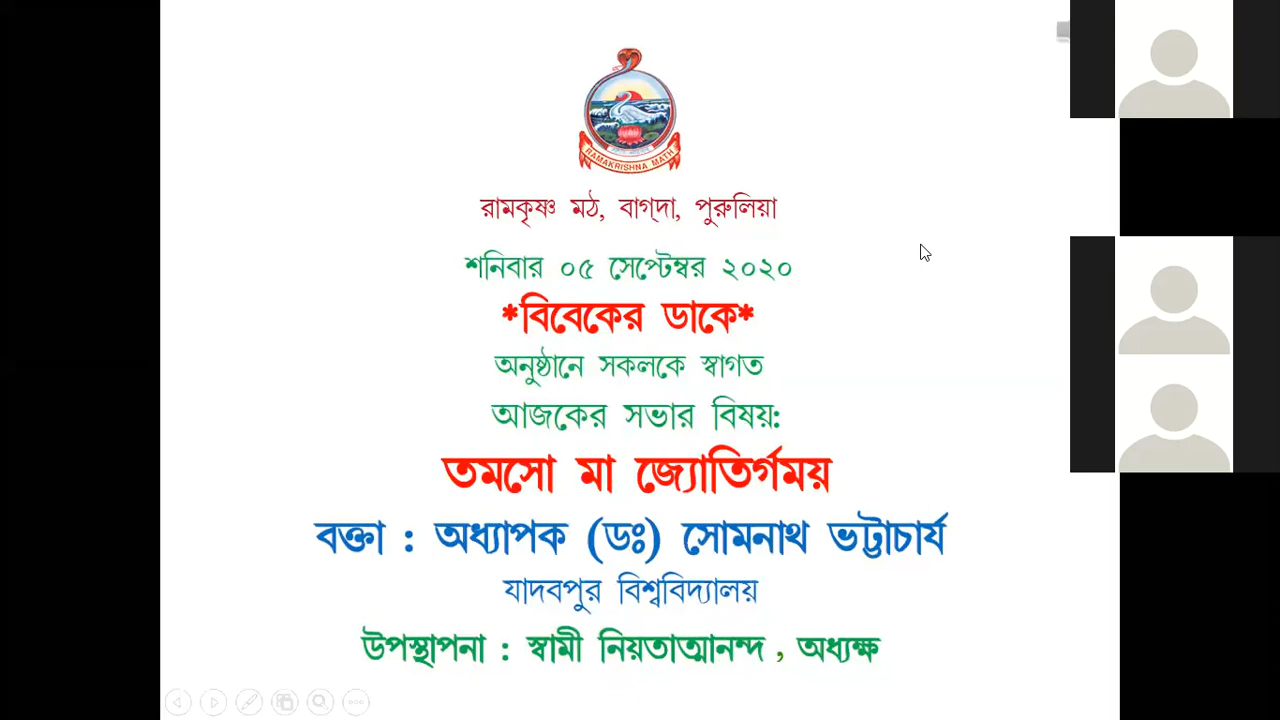 RAMAKRISHNA MATH
রামকৃষ্ণ মঠ, বাগ্‌দা, পুরুলিয়া
শনিবার ০৫ সেপ্টেম্বর ২০২০
*বিবেকের ডাকে*
অনুষ্ঠানে সকলকে স্বাগত
আজকের সভার বিষয়:
তমসো মা জ্যোতির্গময়
বক্তা : অধ্যাপক (ডঃ) সোমনাথ ভট্টাচার্য
যাদবপুর বিশ্ববিদ্যালয়
উপস্থাপনা : স্বামী নিয়তাত্মানন্দ , অধ্যক্ষ